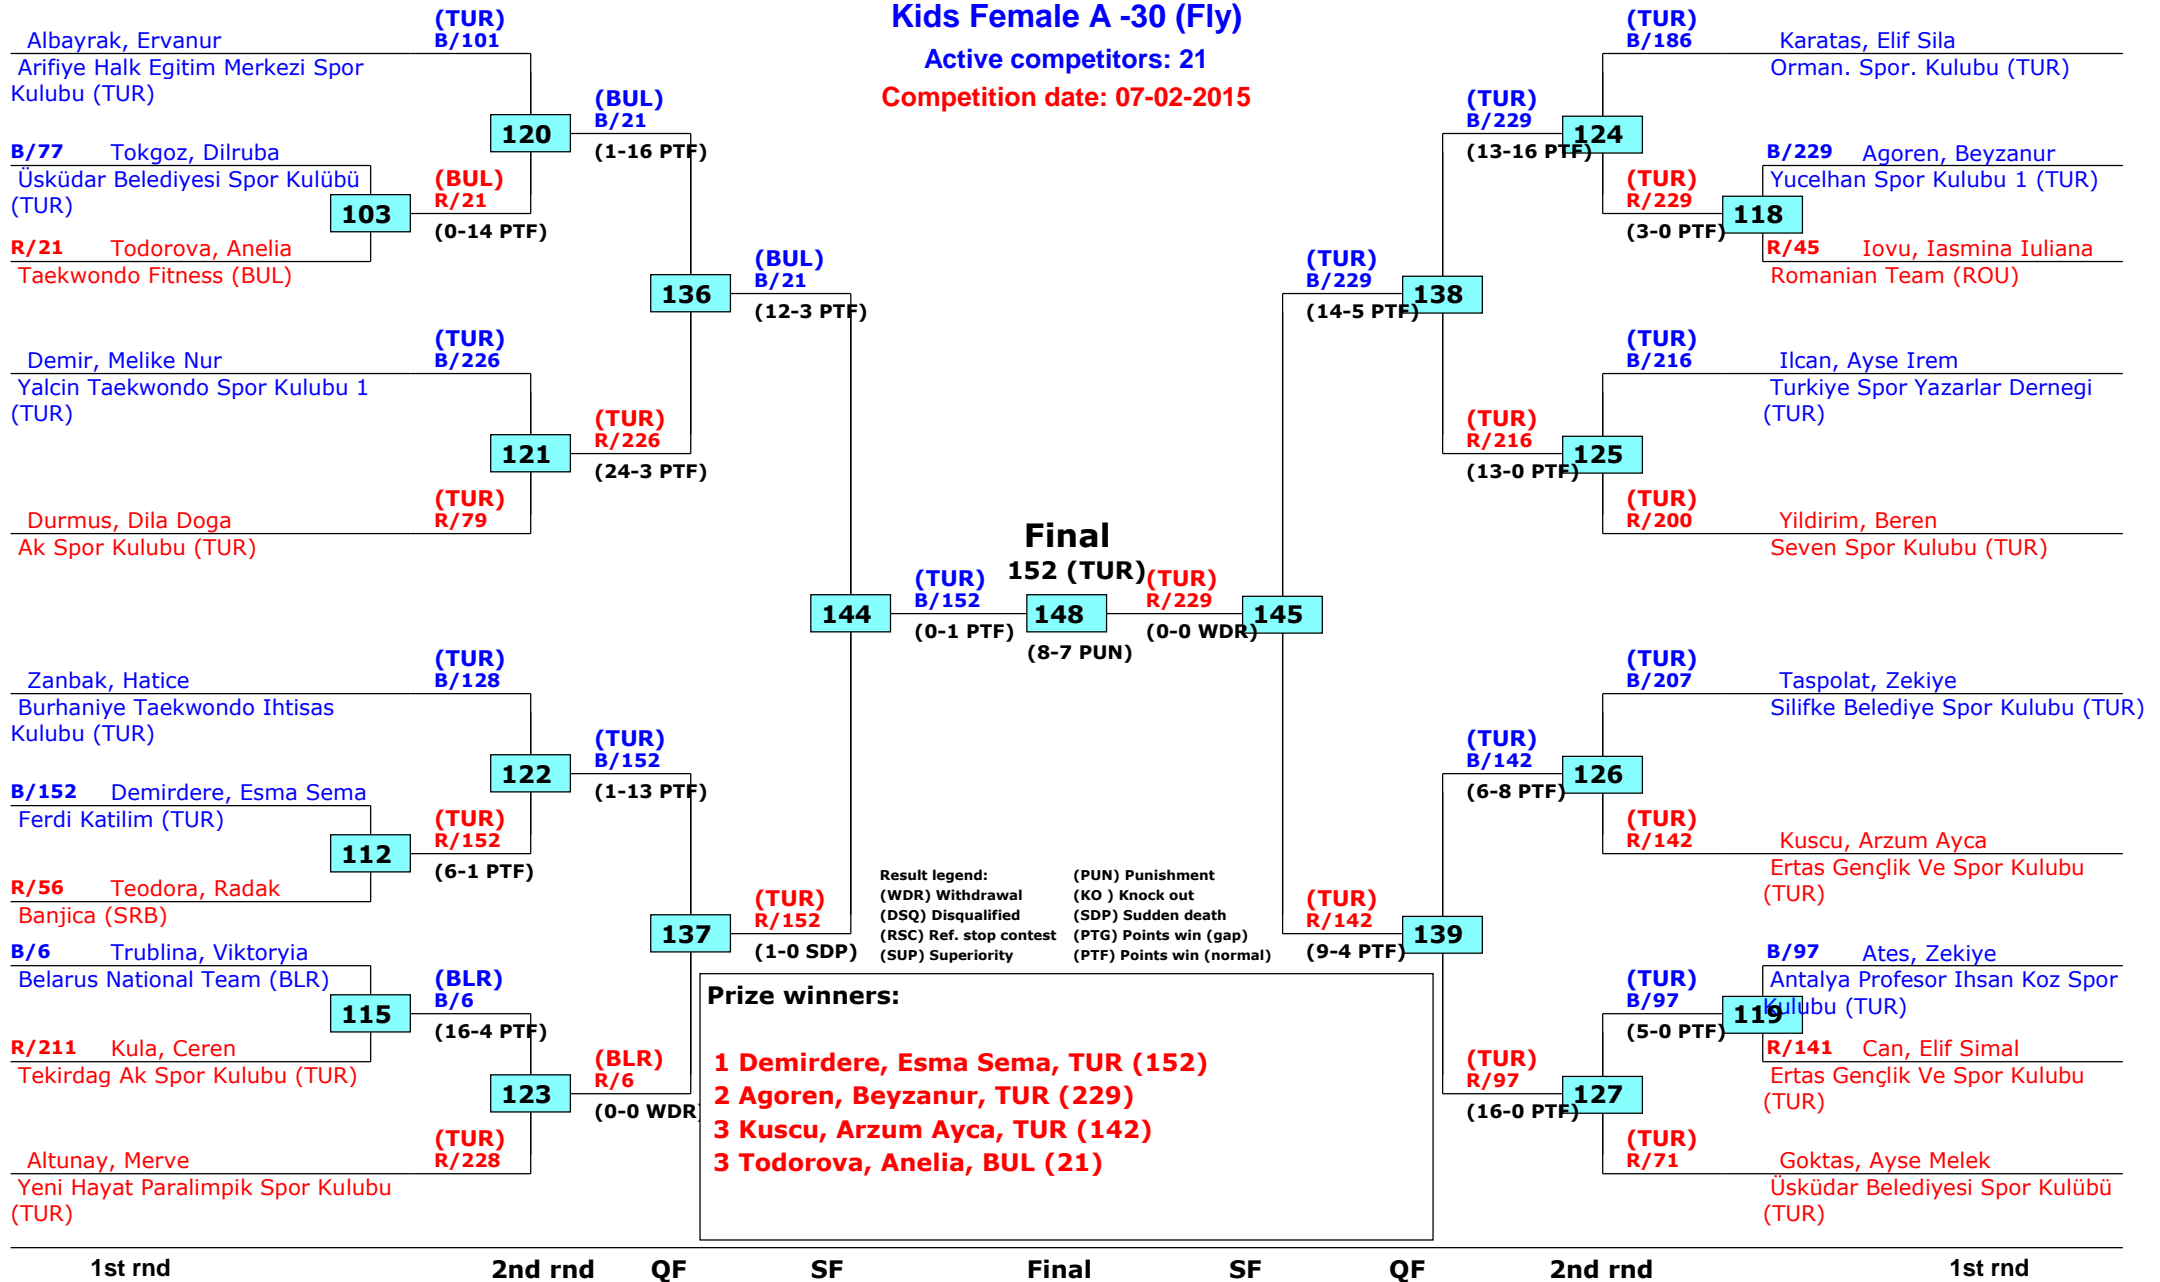 Kids Female A -30 (Fly)
Active competitors: 21
Competition date: 07-02-2015
Albayrak, Ervanur
(TUR)
B/101
Arifiye Halk Egitim Merkezi Spor
Kulubu (TUR)
120
(BUL)
B/21
(1-16 PTF)
B/77 Tokgoz, Dilruba
Üsküdar Belediyesi Spor Kulübü
(TUR)
103
(BUL)
R/21
(0-14 PTF)
R/21 Todorova, Anelia
Taekwondo Fitness (BUL)
136
(BUL)
B/21
(12-3 PTF)
Demir, Melike Nur
(TUR)
B/226
Yalcin Taekwondo Spor Kulubu 1
(TUR)
121
(TUR)
R/226
(24-3 PTF)
Durmus, Dila Doga
(TUR)
R/79
Ak Spor Kulubu (TUR)
144
(TUR)
B/152
(0-1 PTF)
Final
152 (TUR)
148
(8-7 PUN)
(TUR)
R/229
(0-0 WDR)
145
Zanbak, Hatice
(TUR)
B/128
Burhaniye Taekwondo Ihtisas
Kulubu (TUR)
122
(TUR)
B/152
(1-13 PTF)
B/152 Demirdere, Esma Sema
Ferdi Katilim (TUR)
112
(TUR)
R/152
(6-1 PTF)
R/56 Teodora, Radak
Banjica (SRB)
137
(TUR)
R/152
(1-0 SDP)
B/6 Trublina, Viktoryia
Belarus National Team (BLR)
115
(BLR)
B/6
(16-4 PTF)
R/211 Kula, Ceren
Tekirdag Ak Spor Kulubu (TUR)
123
(BLR)
R/6
(0-0 WDR)
Altunay, Merve
(TUR)
R/228
Yeni Hayat Paralimpik Spor Kulubu
(TUR)
(TUR)
B/186
Karatas, Elif Sila
Orman. Spor. Kulubu (TUR)
(TUR)
B/229
(13-16 PTF)
124
B/229 Agoren, Beyzanur
Yucelhan Spor Kulubu 1 (TUR)
(TUR)
R/229
(3-0 PTF)
118
R/45 Iovu, Iasmina Iuliana
Romanian Team (ROU)
(TUR)
B/229
(14-5 PTF)
138
(TUR)
B/216
Ilcan, Ayse Irem
Turkiye Spor Yazarlar Dernegi
(TUR)
(TUR)
R/216
(13-0 PTF)
125
(TUR)
R/200
Yildirim, Beren
Seven Spor Kulubu (TUR)
(TUR)
B/207
Taspolat, Zekiye
Silifke Belediye Spor Kulubu (TUR)
(TUR)
B/142
(6-8 PTF)
126
(TUR)
R/142
Kuscu, Arzum Ayca
Ertas Gençlik Ve Spor Kulubu
(TUR)
(TUR)
R/142
(9-4 PTF)
139
B/97 Ates, Zekiye
Antalya Profesor Ihsan Koz Spor
Kulubu (TUR)
(TUR)
B/97
(5-0 PTF)
119
R/141 Can, Elif Simal
Ertas Gençlik Ve Spor Kulubu
(TUR)
(TUR)
R/97
(16-0 PTF)
127
(TUR)
R/71
Goktas, Ayse Melek
Üsküdar Belediyesi Spor Kulübü
(TUR)
Result legend: (PUN) Punishment
(WDR) Withdrawal (KO ) Knock out
(DSQ) Disqualified (SDP) Sudden death
(RSC) Ref. stop contest (PTG) Points win (gap)
(SUP) Superiority (PTF) Points win (normal)
Prize winners:
1 Demirdere, Esma Sema, TUR (152)
2 Agoren, Beyzanur, TUR (229)
3 Kuscu, Arzum Ayca, TUR (142)
3 Todorova, Anelia, BUL (21)
1st rnd 2nd rnd QF SF Final SF QF 2nd rnd 1st rnd